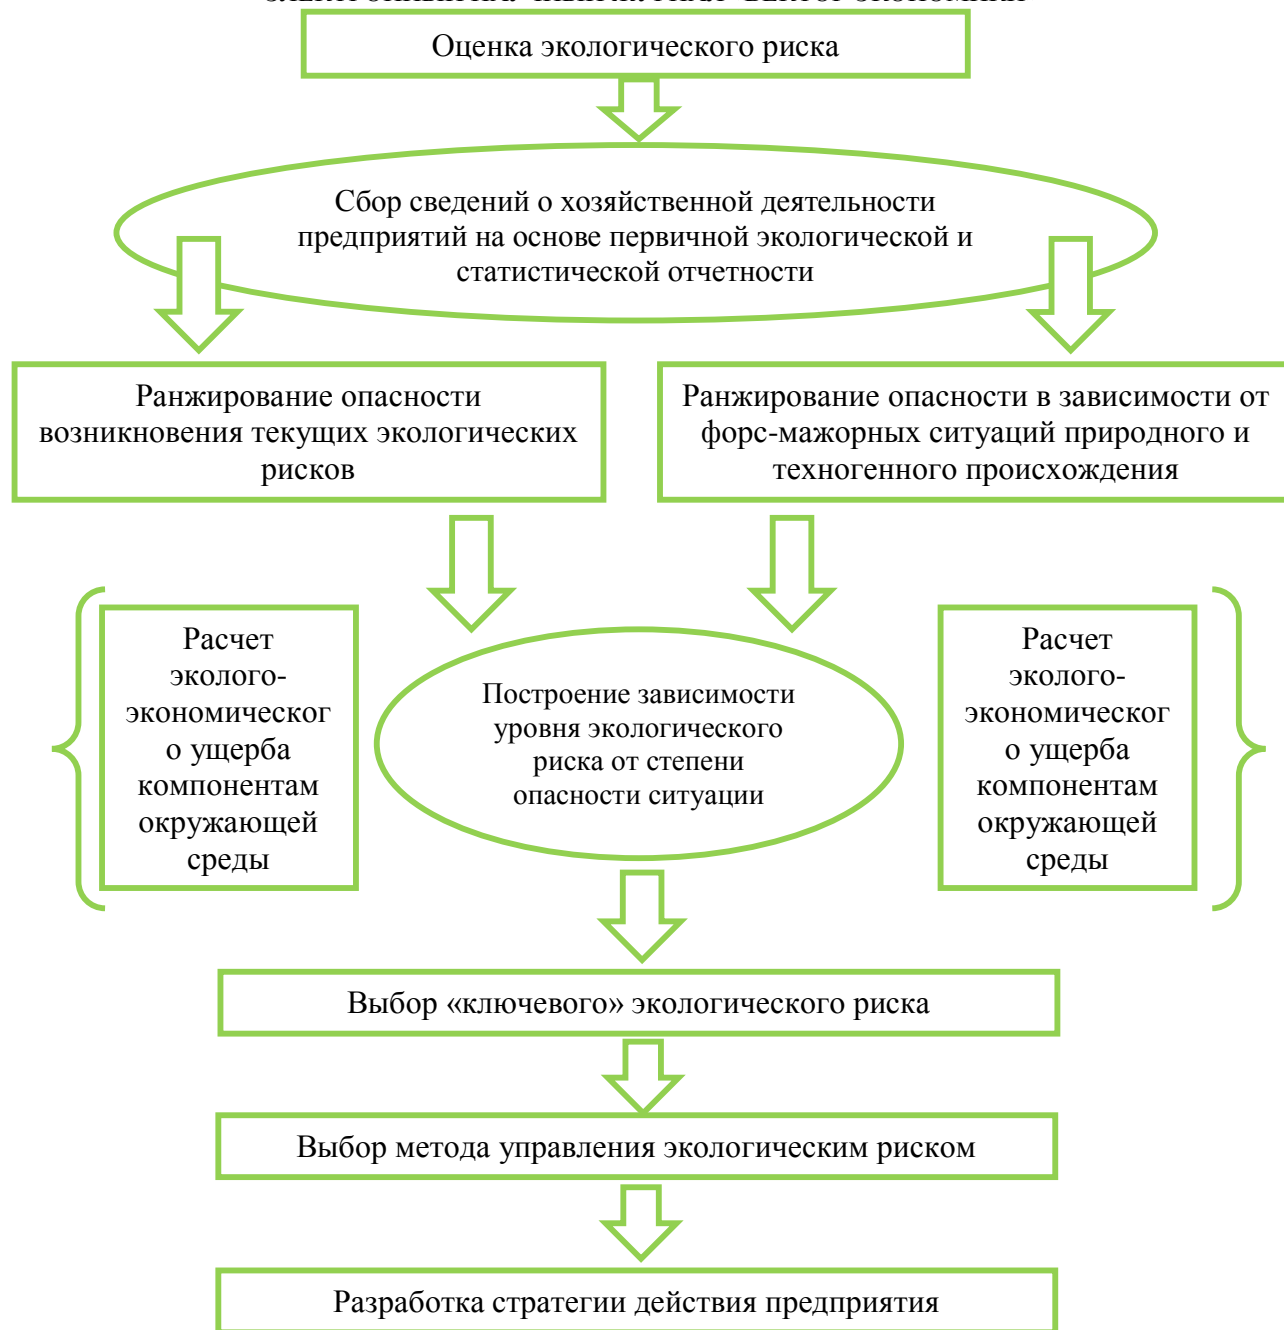 Оценка экологического риска
Сбор сведений о хозяйственной деятельности
предприятий на основе первичной экологической и
статистической отчетности
Ранжирование опасности
возникновения текущих экологических
рисков
Ранжирование опасности в зависимости от
форс-мажорных ситуаций природного и
техногенного происхождения
Расчет
эколого-
экономическог
о ущерба
компонентам
окружающей
среды
Построение зависимости
уровня экологического
риска от степени
опасности ситуации
Расчет
эколого-
экономическог
о ущерба
компонентам
окружающей
среды
Выбор «ключевого» экологического риска
Выбор метода управления экологическим риском
Разработка стратегии действия предприятия